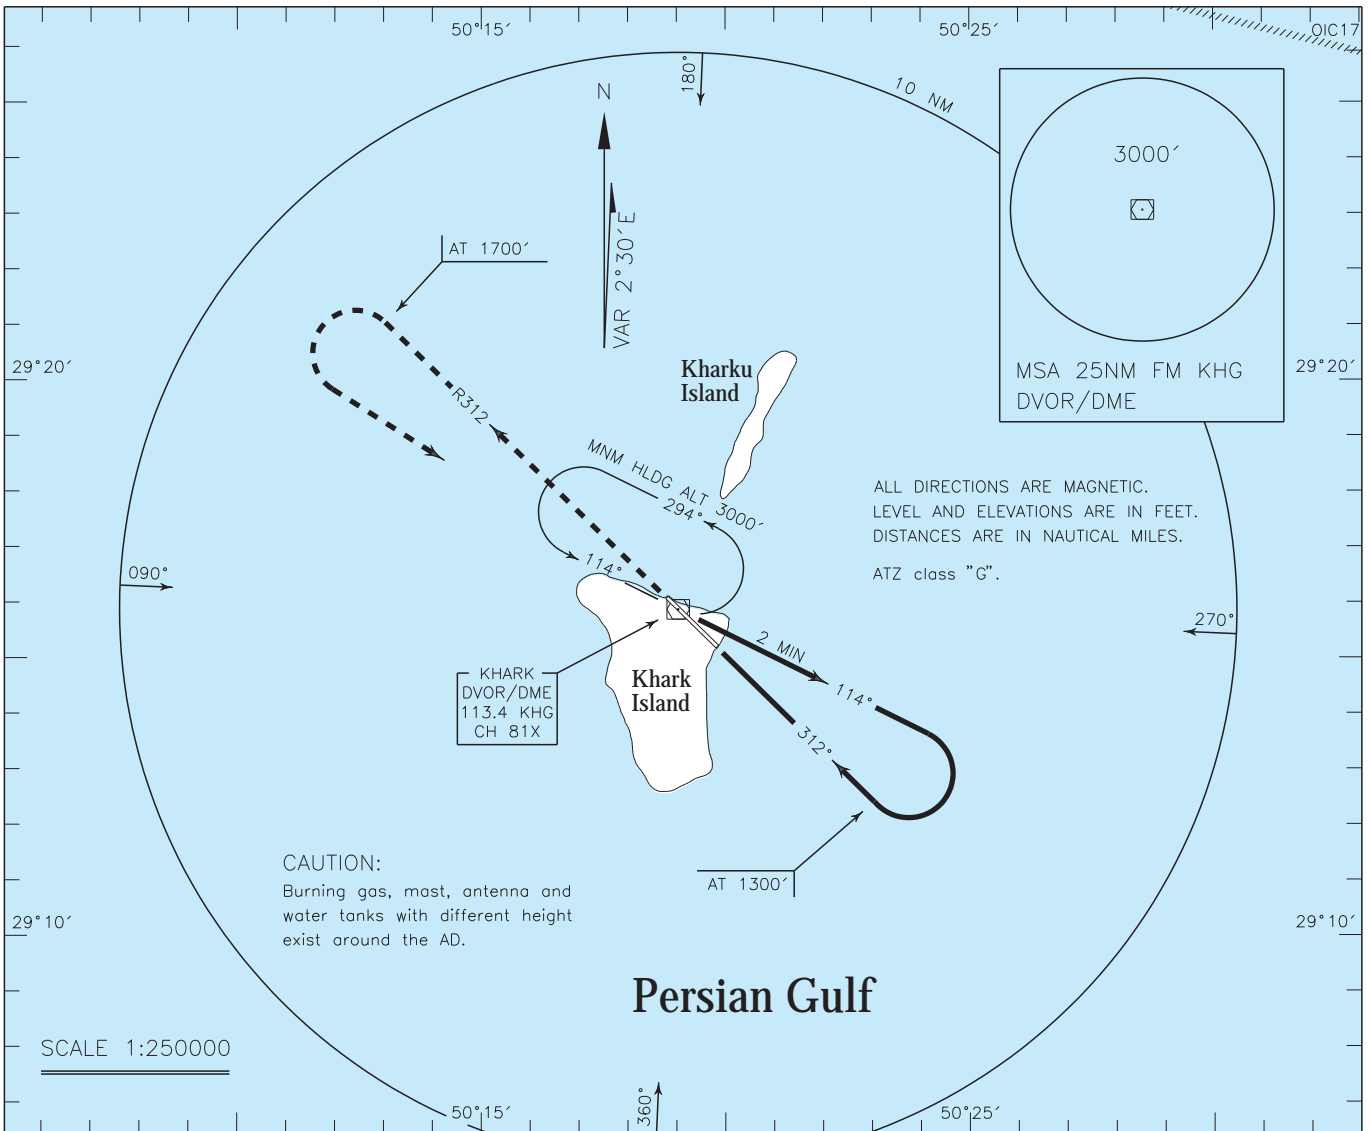 50°15′
50°25′
OIC17
180°
10 NM
N
VAR 2°30′E
3000′
MSA 25NM FM KHG
DVOR/DME
AT 1700′
29°20′
29°20′
Kharku
Island
R312
MNM HLDG ALT 3000′
294°
114°
ALL DIRECTIONS ARE MAGNETIC.
LEVEL AND ELEVATIONS ARE IN FEET.
DISTANCES ARE IN NAUTICAL MILES.
ATZ class "G".
090°
270°
2 MIN
114°
312°
KHARK
DVOR/DME
113.4 KHG
CH 81X
Khark
Island
AT 1300′
CAUTION:
Burning gas, mast, antenna and
water tanks with different height
exist around the AD.
29°10′
29°10′
Persian Gulf
SCALE 1:250000
360°
50°15′
50°25′